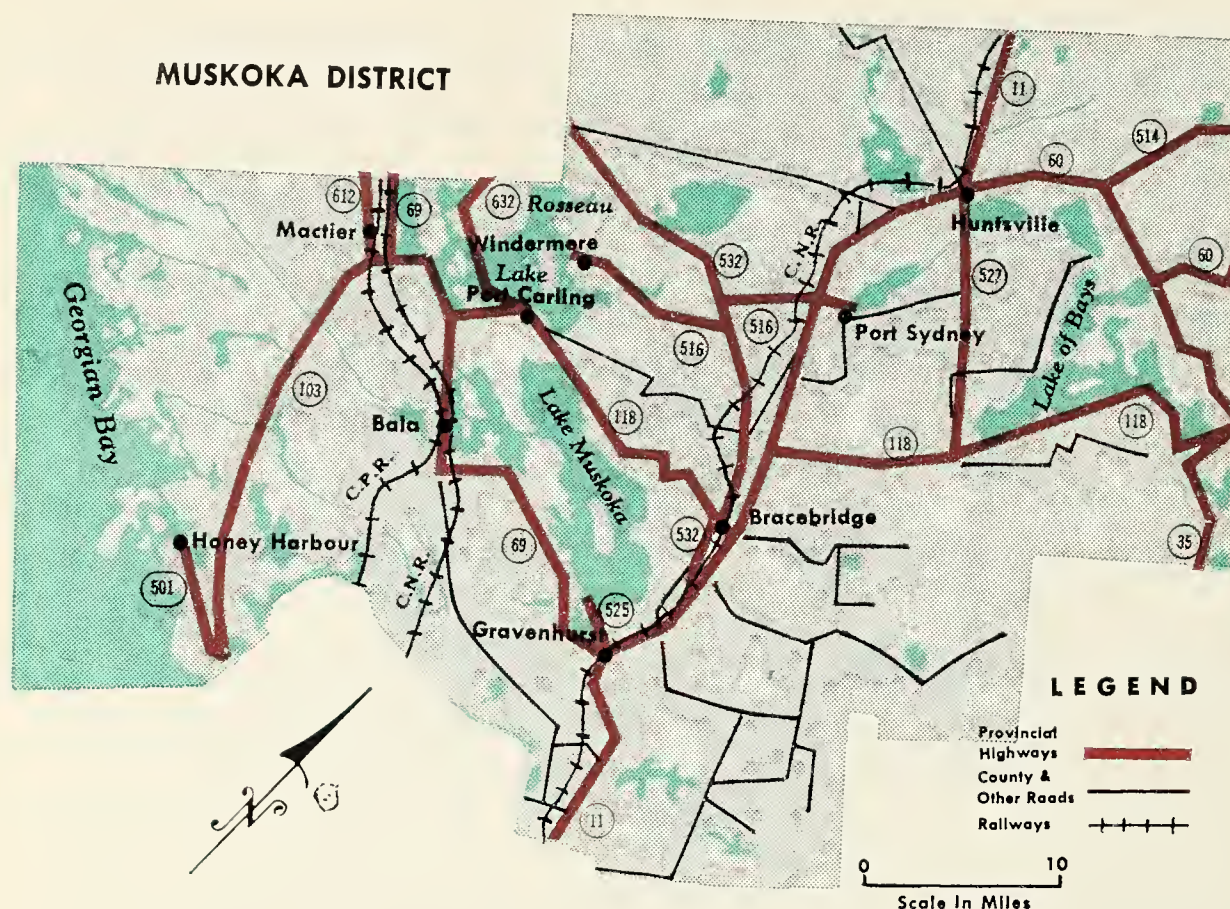 MUSKOKA DISTRICT
11
514
60
612
69
632
Rosseau
Mactier
Huntsville
C.N.R.
Windermere
532
60
527
Lake
Port Carling
Georgian Bay
516
516
Port Sydney
Lake of Bays
103
Lake Muskoka
118
Bala
118
118
C.P.R.
Bracebridge
Honey Harbour
69
532
35
501
C.N.R.
525
Gravenhurst
N
11
LEGEND
Provincial
Highways
County &
Other Roads
Railways
0 10
Scale In Miles